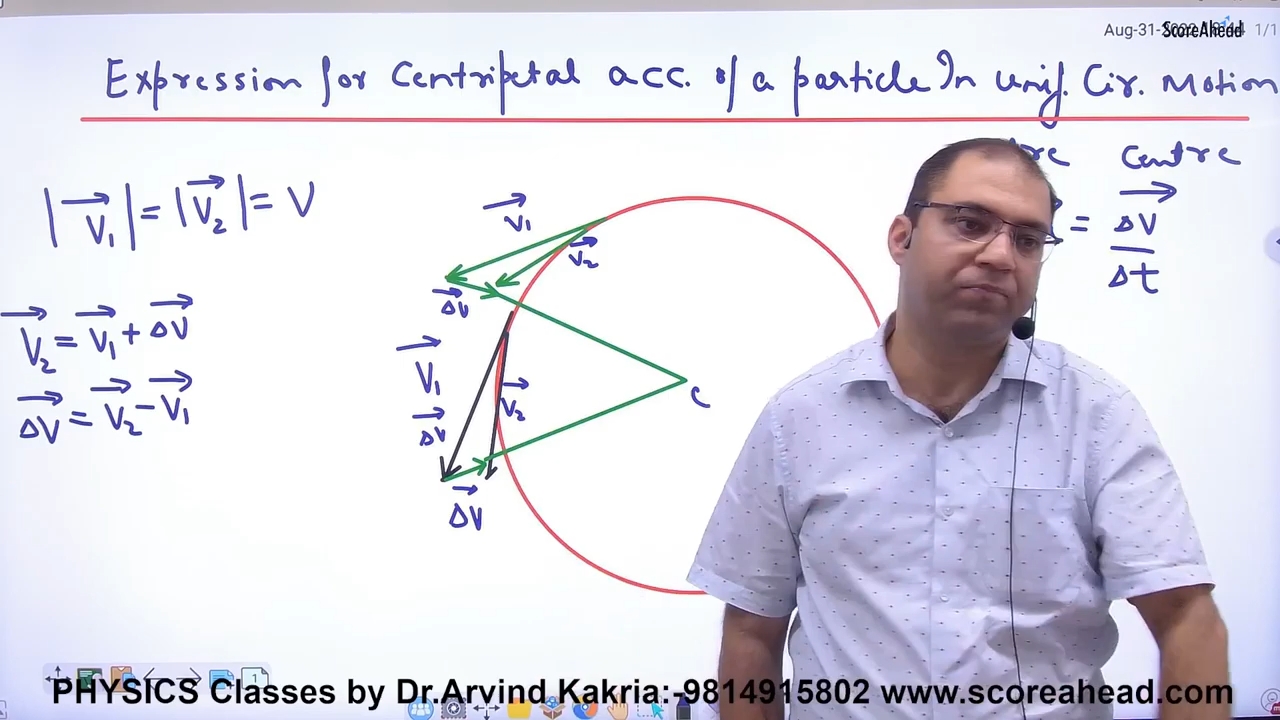 Aug-31-2022 ScoreAhead 1/1
Expression for Centripetal acc. of a particle In unif. Cir. Motion
Centre
|V₁| = |V₂| = V
= ΔV
Δt
V₁
V₂
ΔV
V₂ = V₁ + ΔV
ΔV = V₂ - V₁
V₁
ΔV
V₂
C
ΔV
1
PHYSICS Classes by Dr.Arvind Kakria:-9814915802 www.scoreahead.com